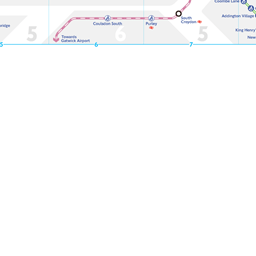 Coombe Lane
Addington Village
South
Croydon
Purley
Coulsdon South
King Henry'
New
Towards
Gatwick Airport
5
6
5
5
6
7